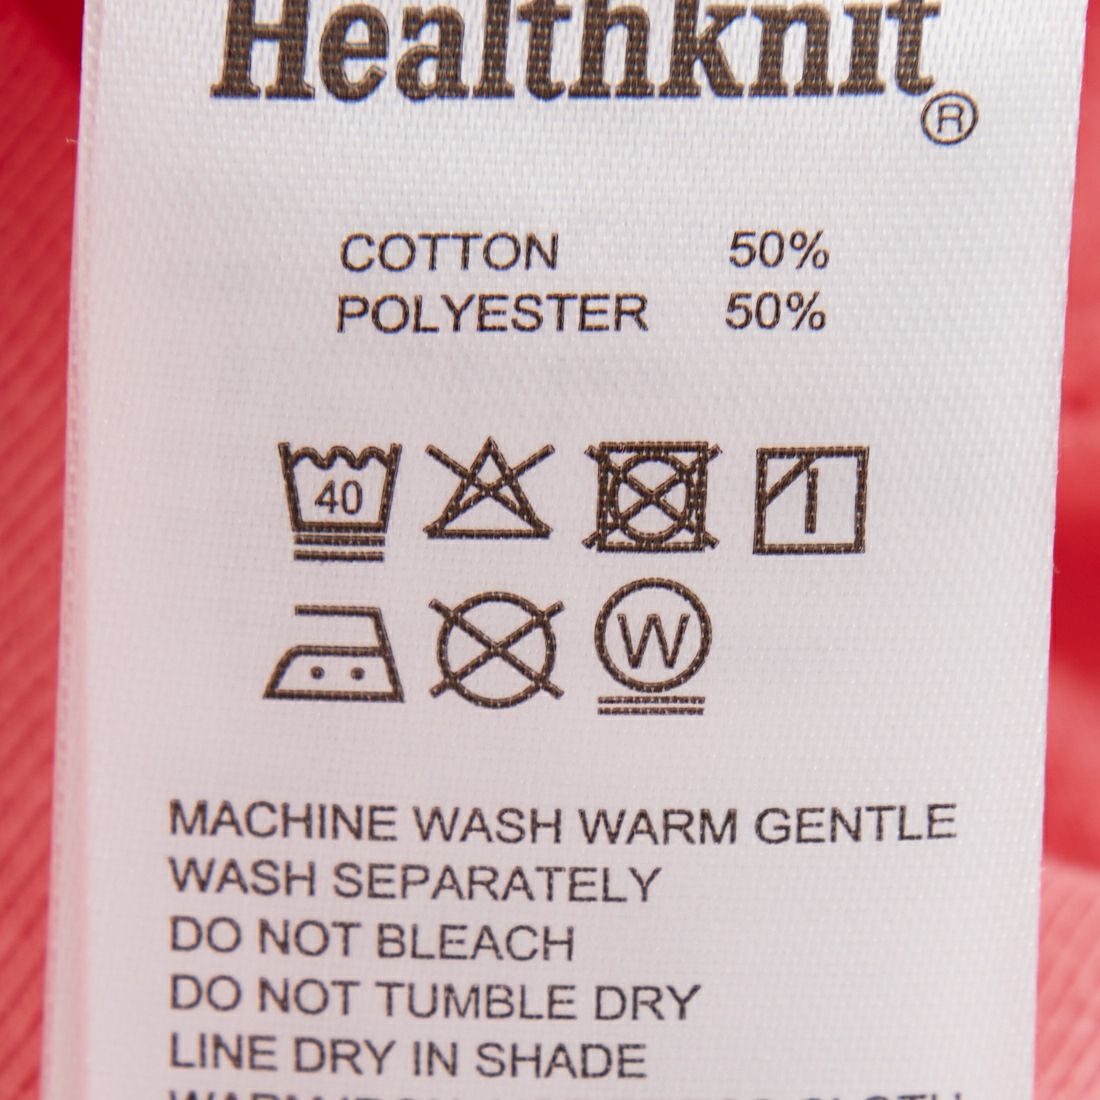 Healthknit®
COTTON 50%
POLYESTER 50%
40
W
MACHINE WASH WARM GENTLE
WASH SEPARATELY
DO NOT BLEACH
DO NOT TUMBLE DRY
LINE DRY IN SHADE